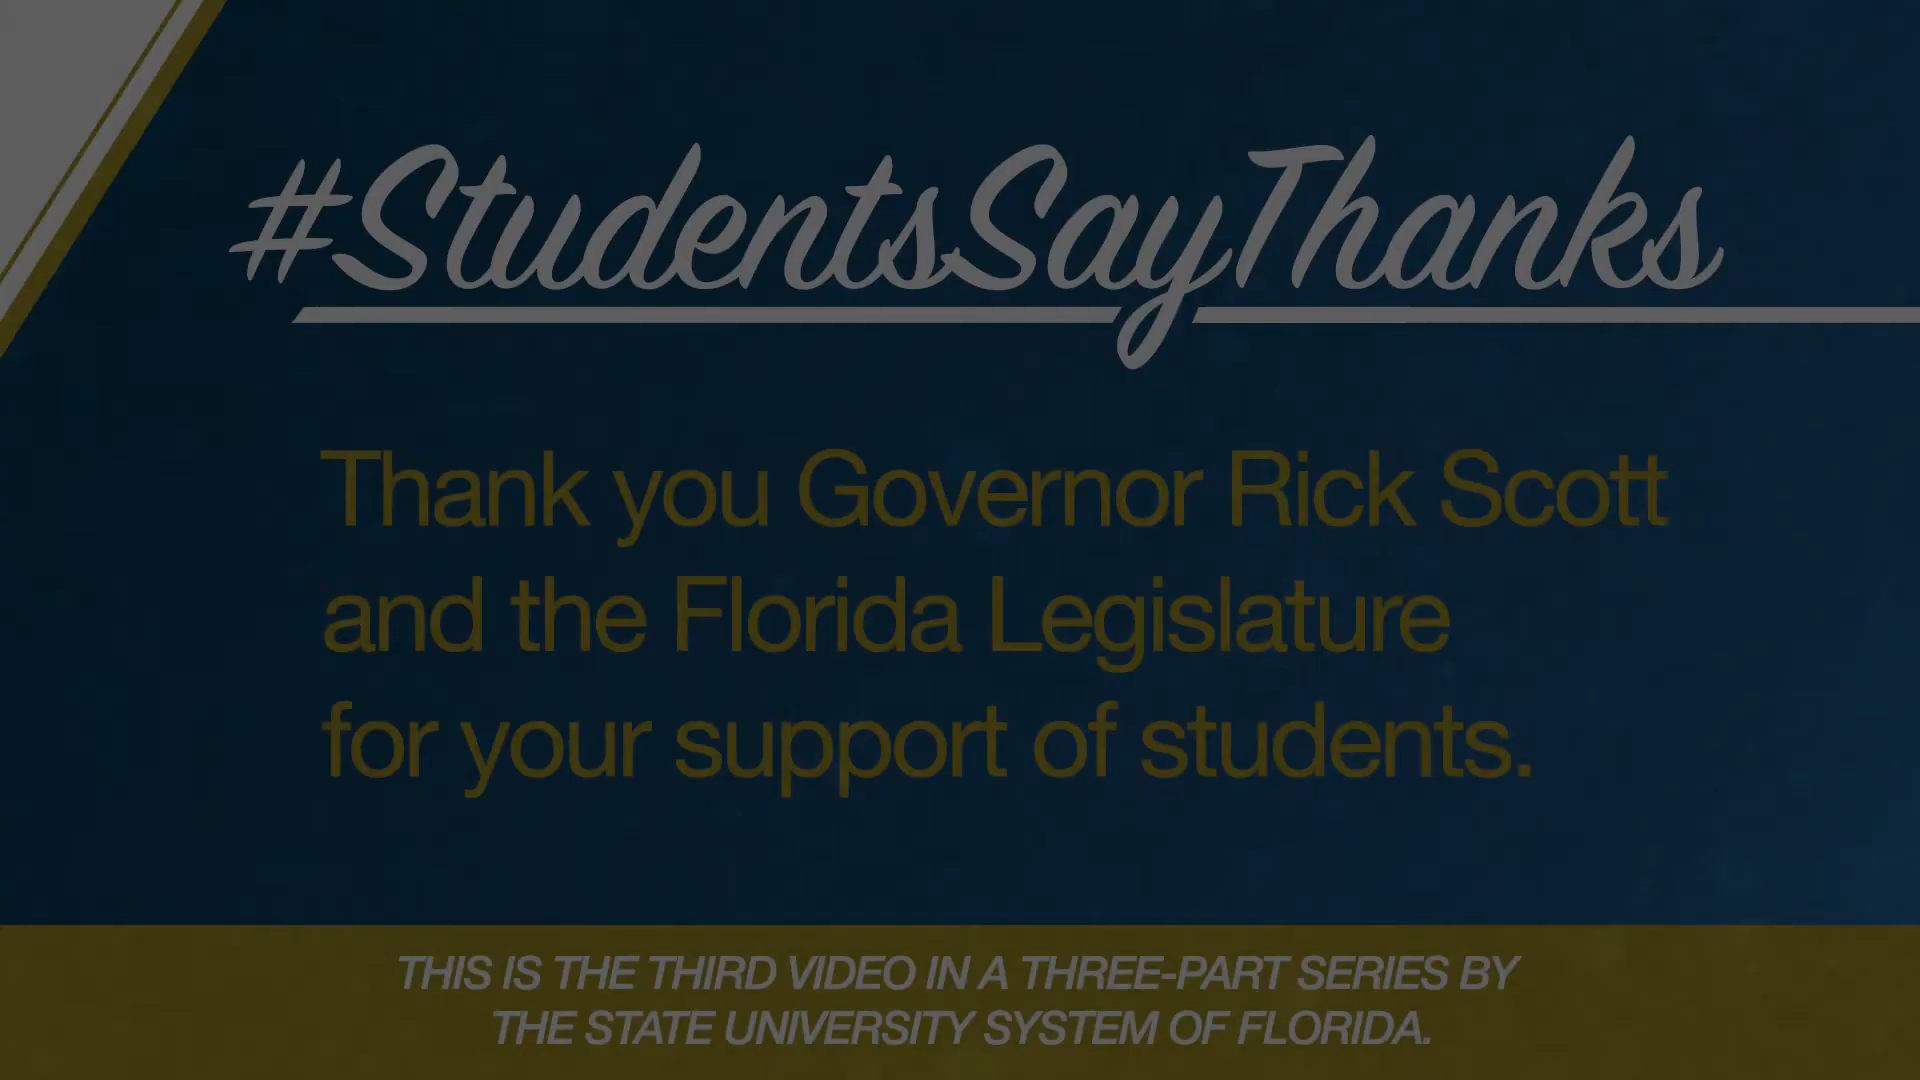 #StudentsSayThanks
Thank you Governor Rick Scott
and the Florida Legislature
for your support of students.
THIS IS THE THIRD VIDEO IN A THREE-PART SERIES BY
THE STATE UNIVERSITY SYSTEM OF FLORIDA.